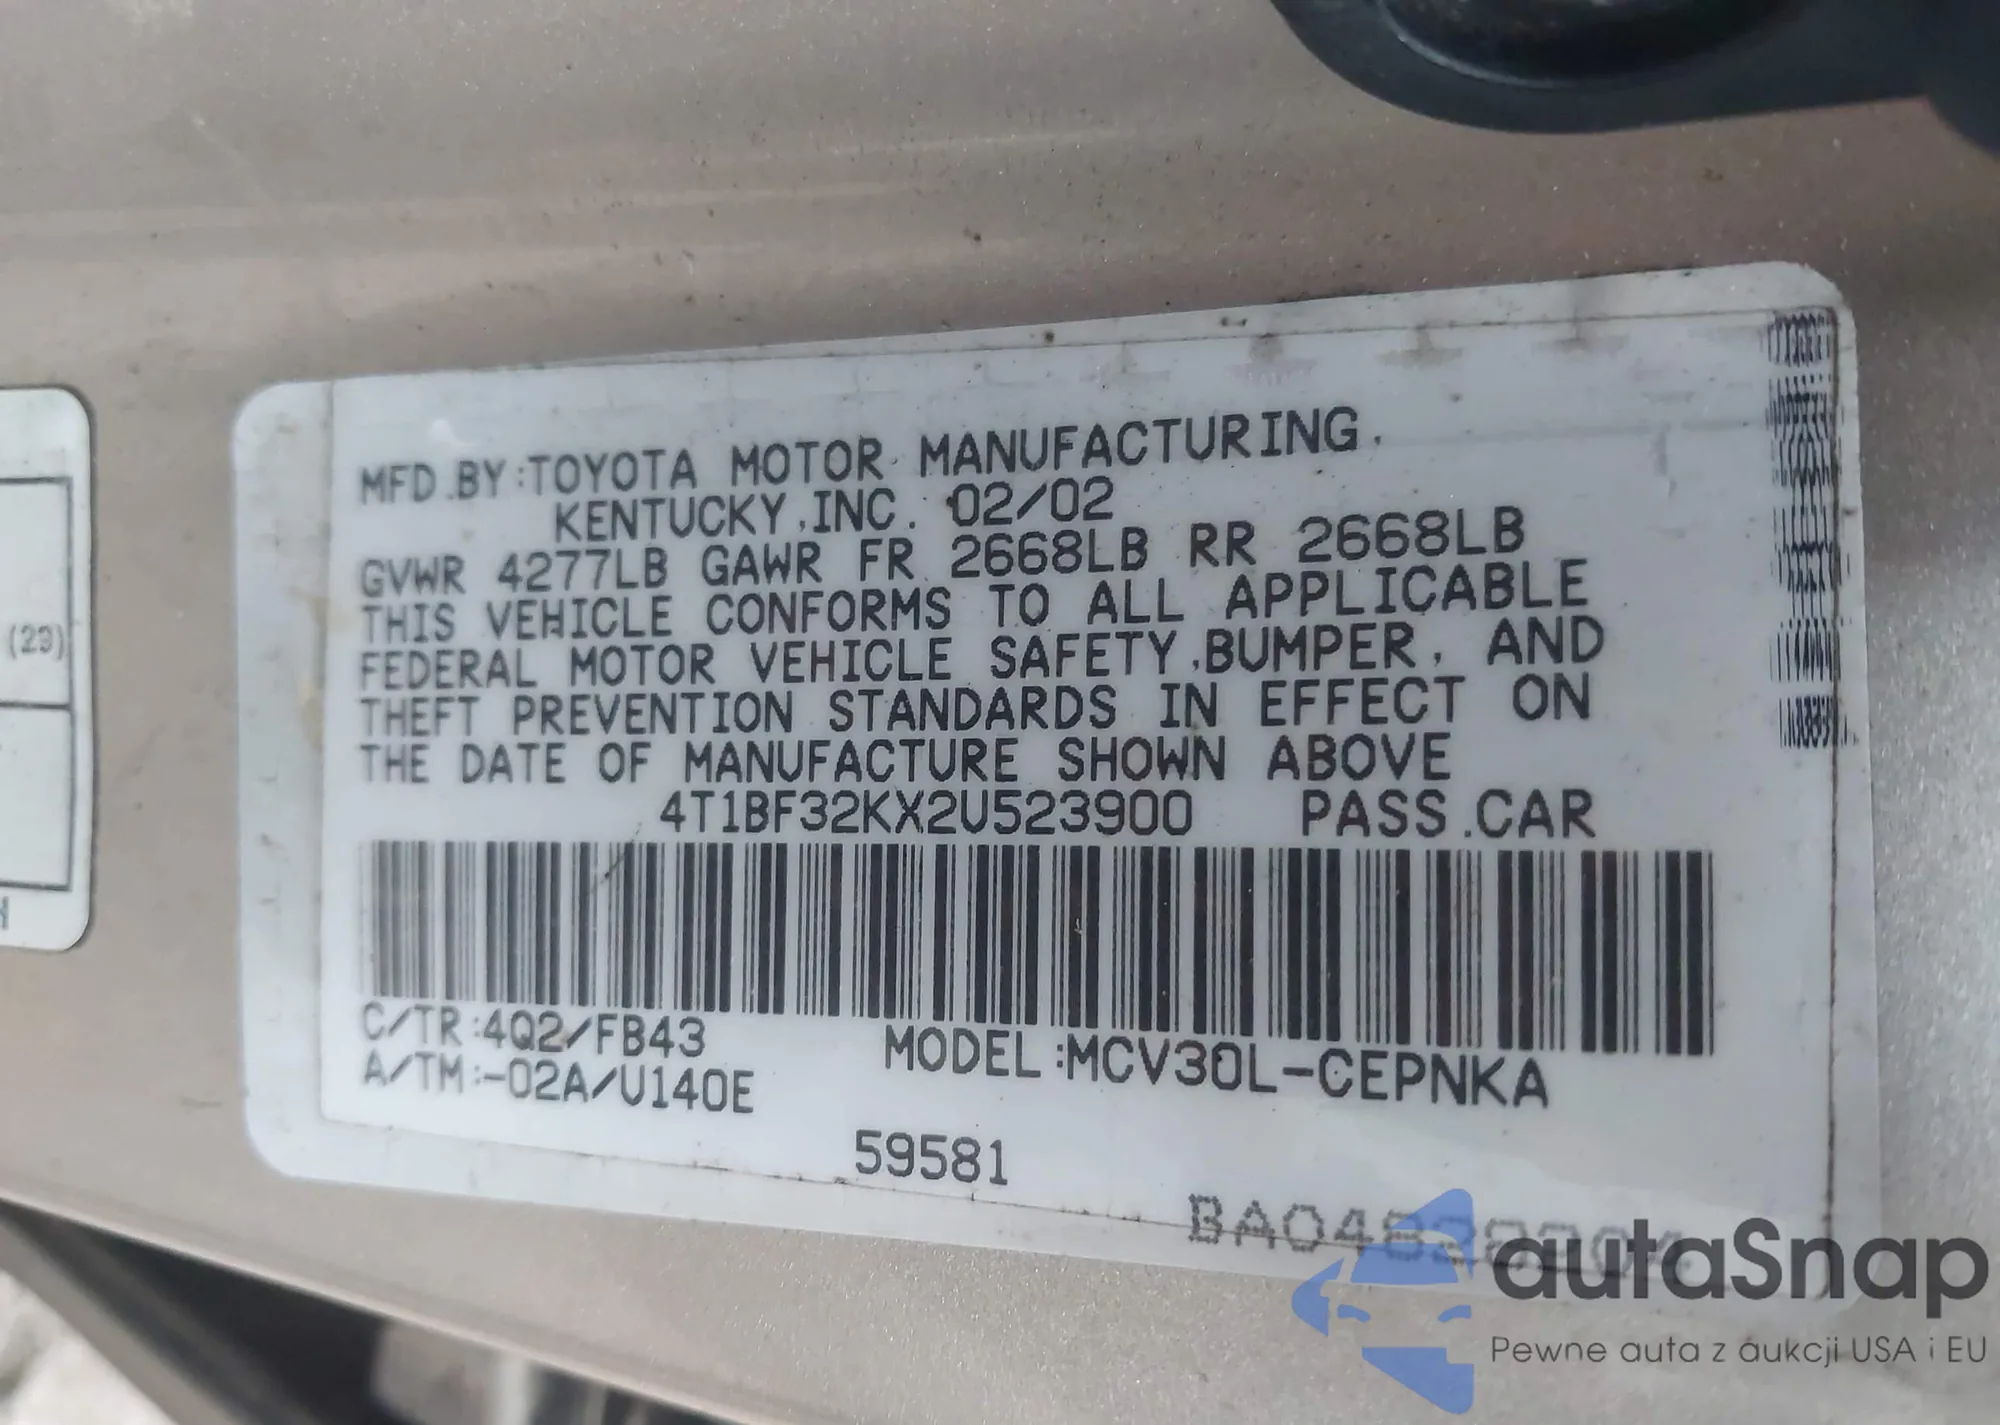 (23)
MFD.BY:TOYOTA MOTOR MANUFACTURING.
KENTUCKY,INC. 02/02
GVWR 4277LB GAWR FR 2668LB RR 2668LB
THIS VEHICLE CONFORMS TO ALL APPLICABLE
FEDERAL MOTOR VEHICLE SAFETY,BUMPER, AND
THEFT PREVENTION STANDARDS IN EFFECT ON
THE DATE OF MANUFACTURE SHOWN ABOVE
4T1BF32KX2U523900 PASS.CAR
C/TR:4Q2/FB43 MODEL:MCV30L-CEPNKA
A/TM:-02A/U140E
59581
autaSnap
Pewne auta z aukcji USA i EU